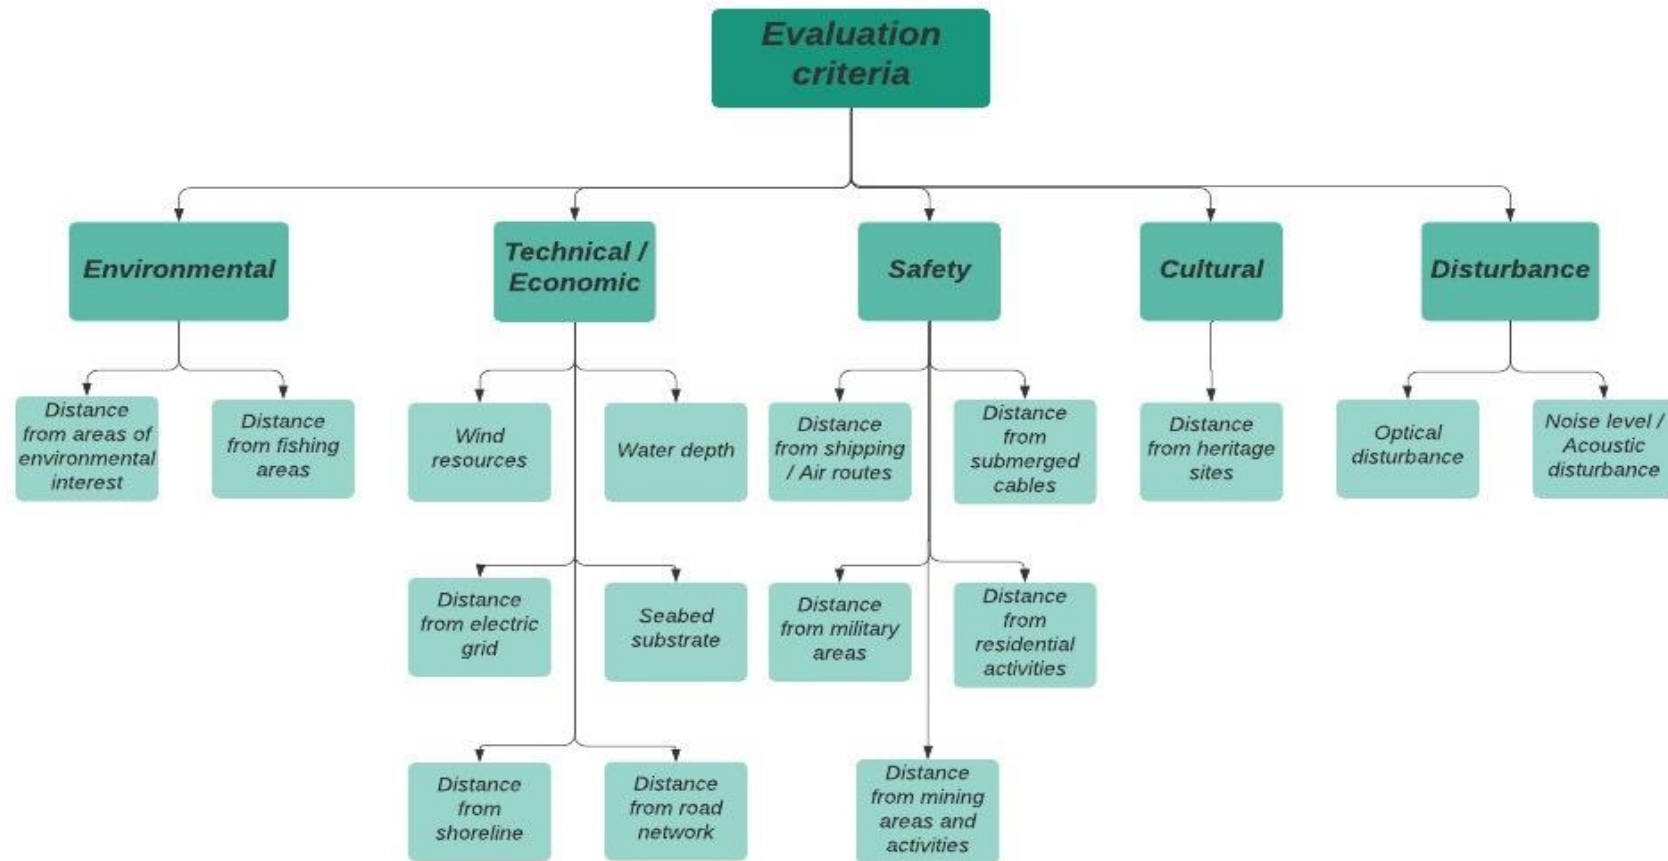 Evaluation
criteria
Environmental
Technical /
Economic
Safety
Cultural
Disturbance
Distance
from areas of
environmental
interest
Distance
from fishing
areas
Wind
resources
Water depth
Distance
from shipping
/ Air routes
Distance
from
submerged
cables
Distance
from heritage
sites
Optical
disturbance
Noise level /
Acoustic
disturbance
Distance
from electric
grid
Seabed
substrate
Distance
from military
areas
Distance
from
residential
activities
Distance
from
shoreline
Distance
from road
network
Distance
from mining
areas and
activities